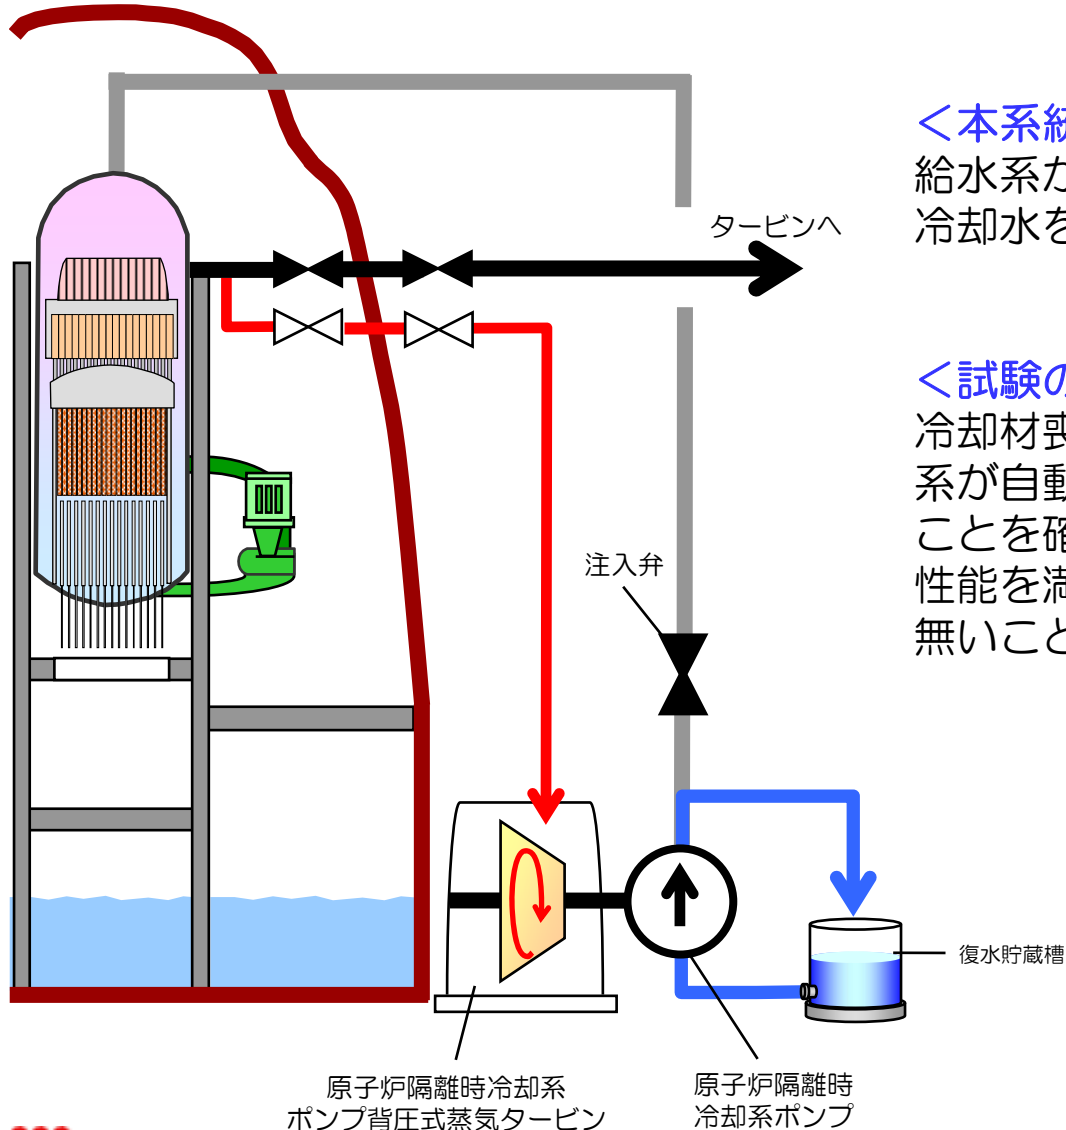 ＜本系統
給水系が
冷却水を
タービンへ
＜試験の
冷却材喪
系が自動
ことを確
性能を満
無いこと
注入弁
復水貯蔵槽
原子炉隔離時冷却系
ポンプ背圧式蒸気タービン
原子炉隔離時
冷却系ポンプ